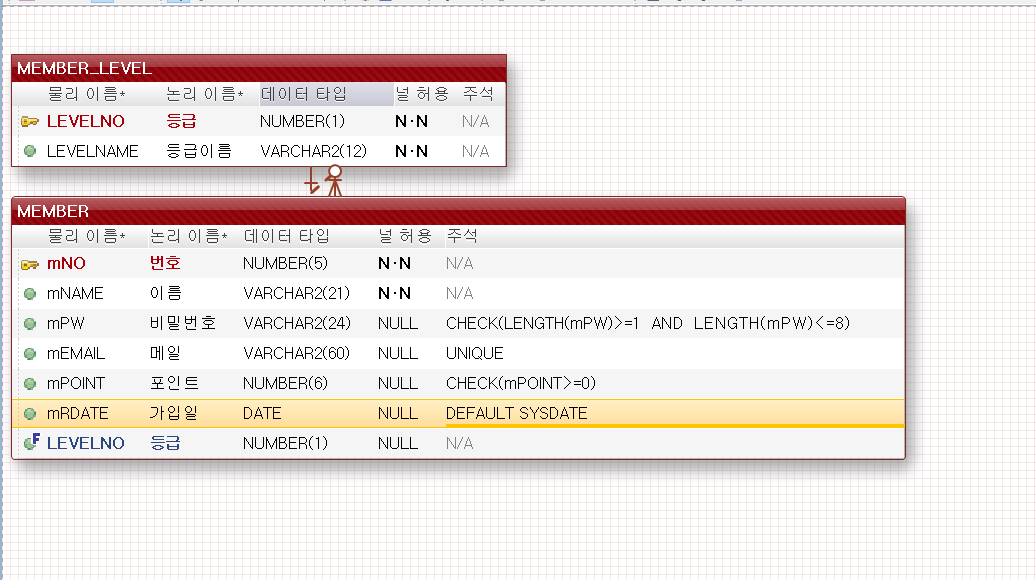 MEMBER_LEVEL
물리 이름* 논리 이름* 데이터 타입 널 허용 주석
LEVELNO 등급 NUMBER(1) N·N N/A
LEVELNAME 등급이름 VARCHAR2(12) N·N N/A
MEMBER
물리 이름* 논리 이름* 데이터 타입 널 허용 주석
mNO 번호 NUMBER(5) N·N N/A
mNAME 이름 VARCHAR2(21) N·N N/A
mPW 비밀번호 VARCHAR2(24) NULL CHECK(LENGTH(mPW)>=1 AND LENGTH(mPW)<=8)
mEMAIL 메일 VARCHAR2(60) NULL UNIQUE
mPOINT 포인트 NUMBER(6) NULL CHECK(mPOINT>=0)
mRDATE 가입일 DATE NULL DEFAULT SYSDATE
F LEVELNO 등급 NUMBER(1) NULL N/A